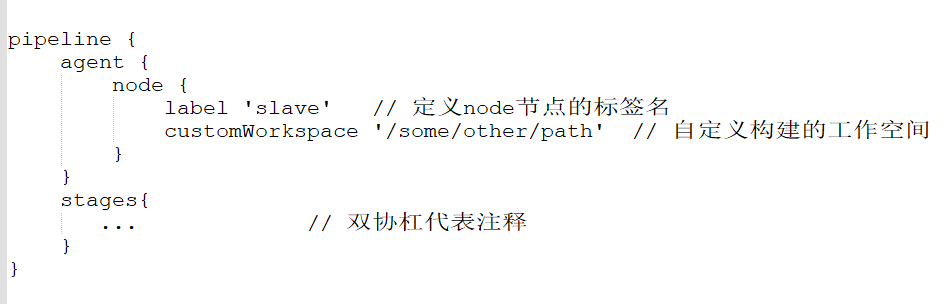 pipeline {
    agent {
        node {
            label 'slave'   // 定义node节点的标签名
            customWorkspace '/some/other/path'  // 自定义构建的工作空间
        }
    }
    stages{
       ...             // 双协杠代表注释
    }
}